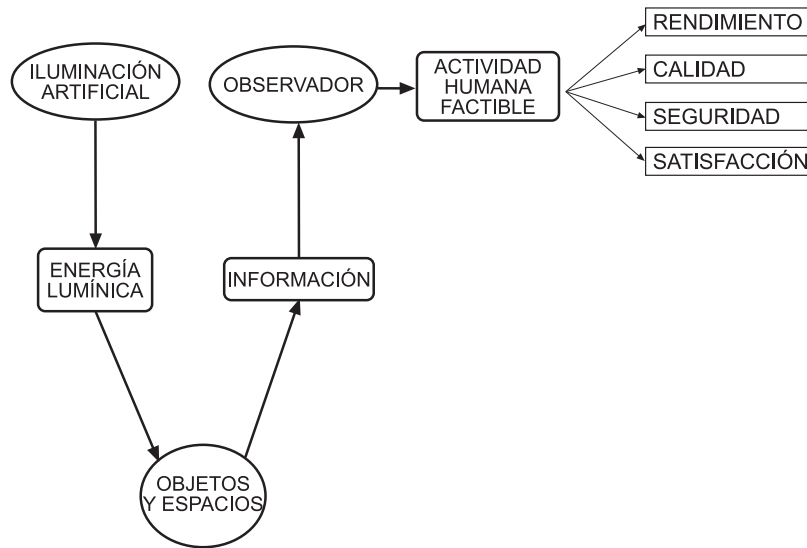 ILUMINACIÓN
ARTIFICIAL
OBSERVADOR
ACTIVIDAD
HUMANA
FACTIBLE
RENDIMIENTO
CALIDAD
SEGURIDAD
SATISFACCIÓN
ENERGÍA
LUMÍNICA
INFORMACIÓN
OBJETOS
Y ESPACIOS